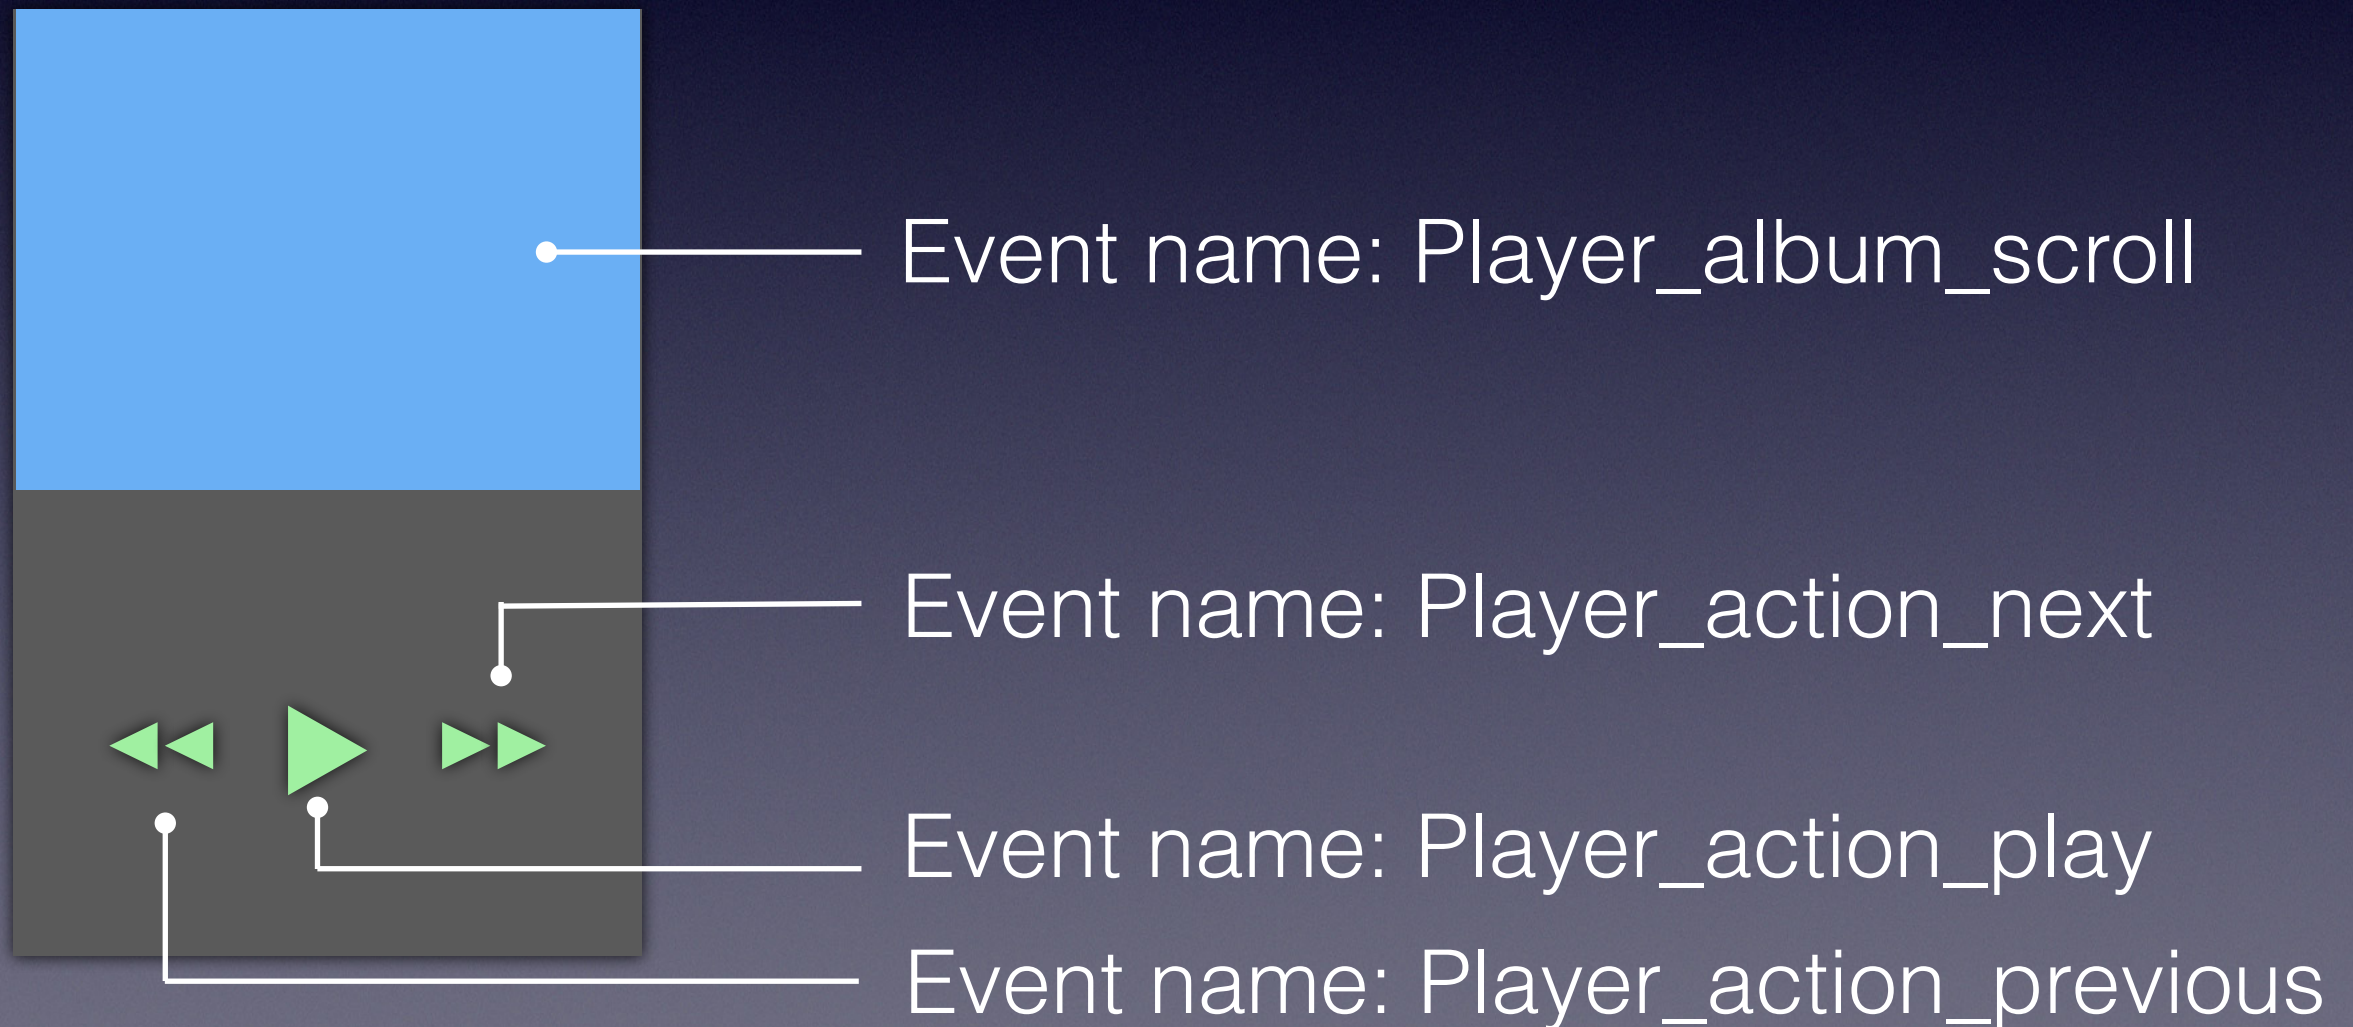 Event name: Player_album_scroll
Event name: Player_action_next
Event name: Player_action_play
Event name: Player_action_previous